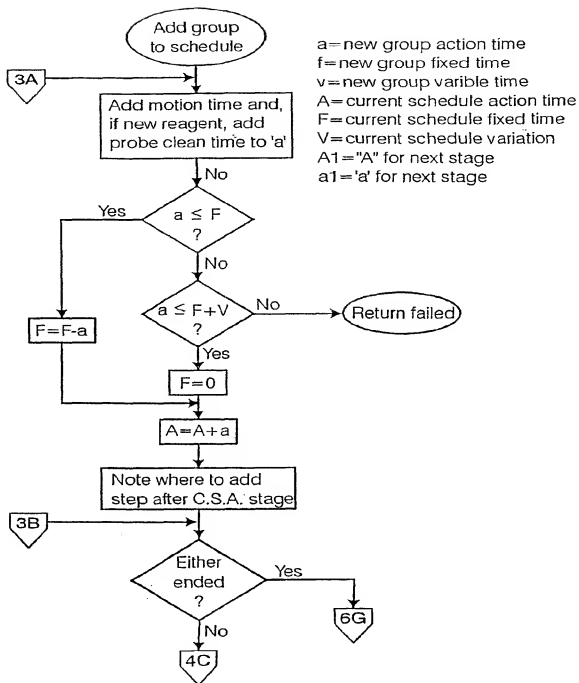 Add group
to schedule
a=new group action time
f=new group fixed time
v=new group varible time
A=current schedule action time
F=current schedule fixed time
V=current schedule variation
A1="A" for next stage
a1='a' for next stage
3A
Add motion time and,
if new reagent, add
probe clean time to 'a'
No
Yes
a ≤ F
?
No
a ≤ F+V
?
No
Return failed
F=F-a
Yes
F=0
A=A+a
Note where to add
step after C.S.A. stage
3B
Either
ended
?
Yes
6G
No
4C